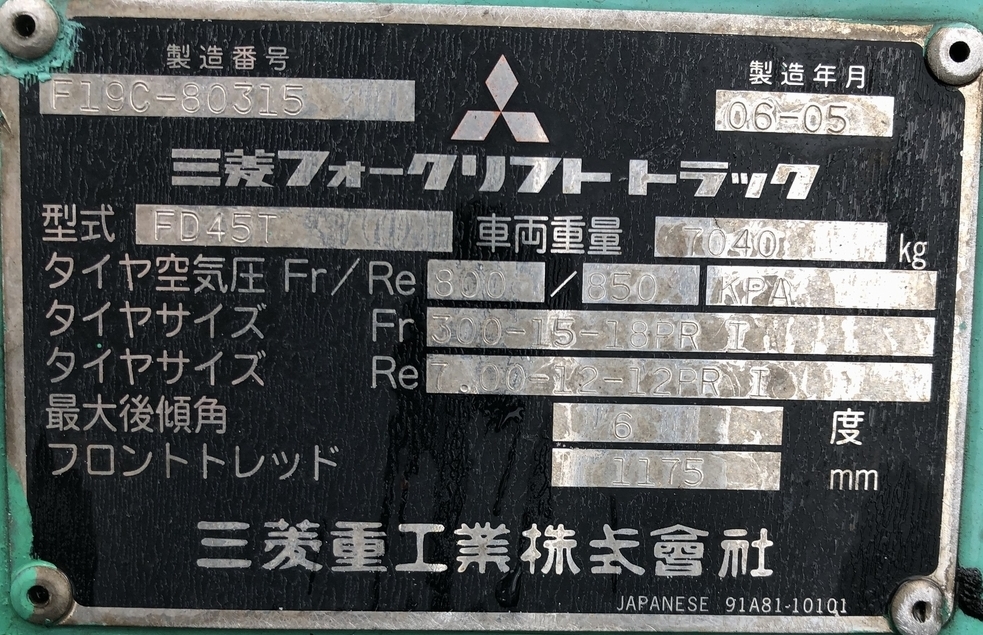 製造番号
F19C-80315
製造年月
06-05
三菱フォークリフト トラック
型式 FD45T 車両重量 7040 kg
タイヤ空気圧 Fr/Re 800 / 850 KPA
タイヤサイズ Fr 300-15-18PR I
タイヤサイズ Re 7.00-12-12PR I
最大後傾角 6 度
フロントトレッド 1175 mm
三菱重工業株式會社
JAPANESE 91A81-10101